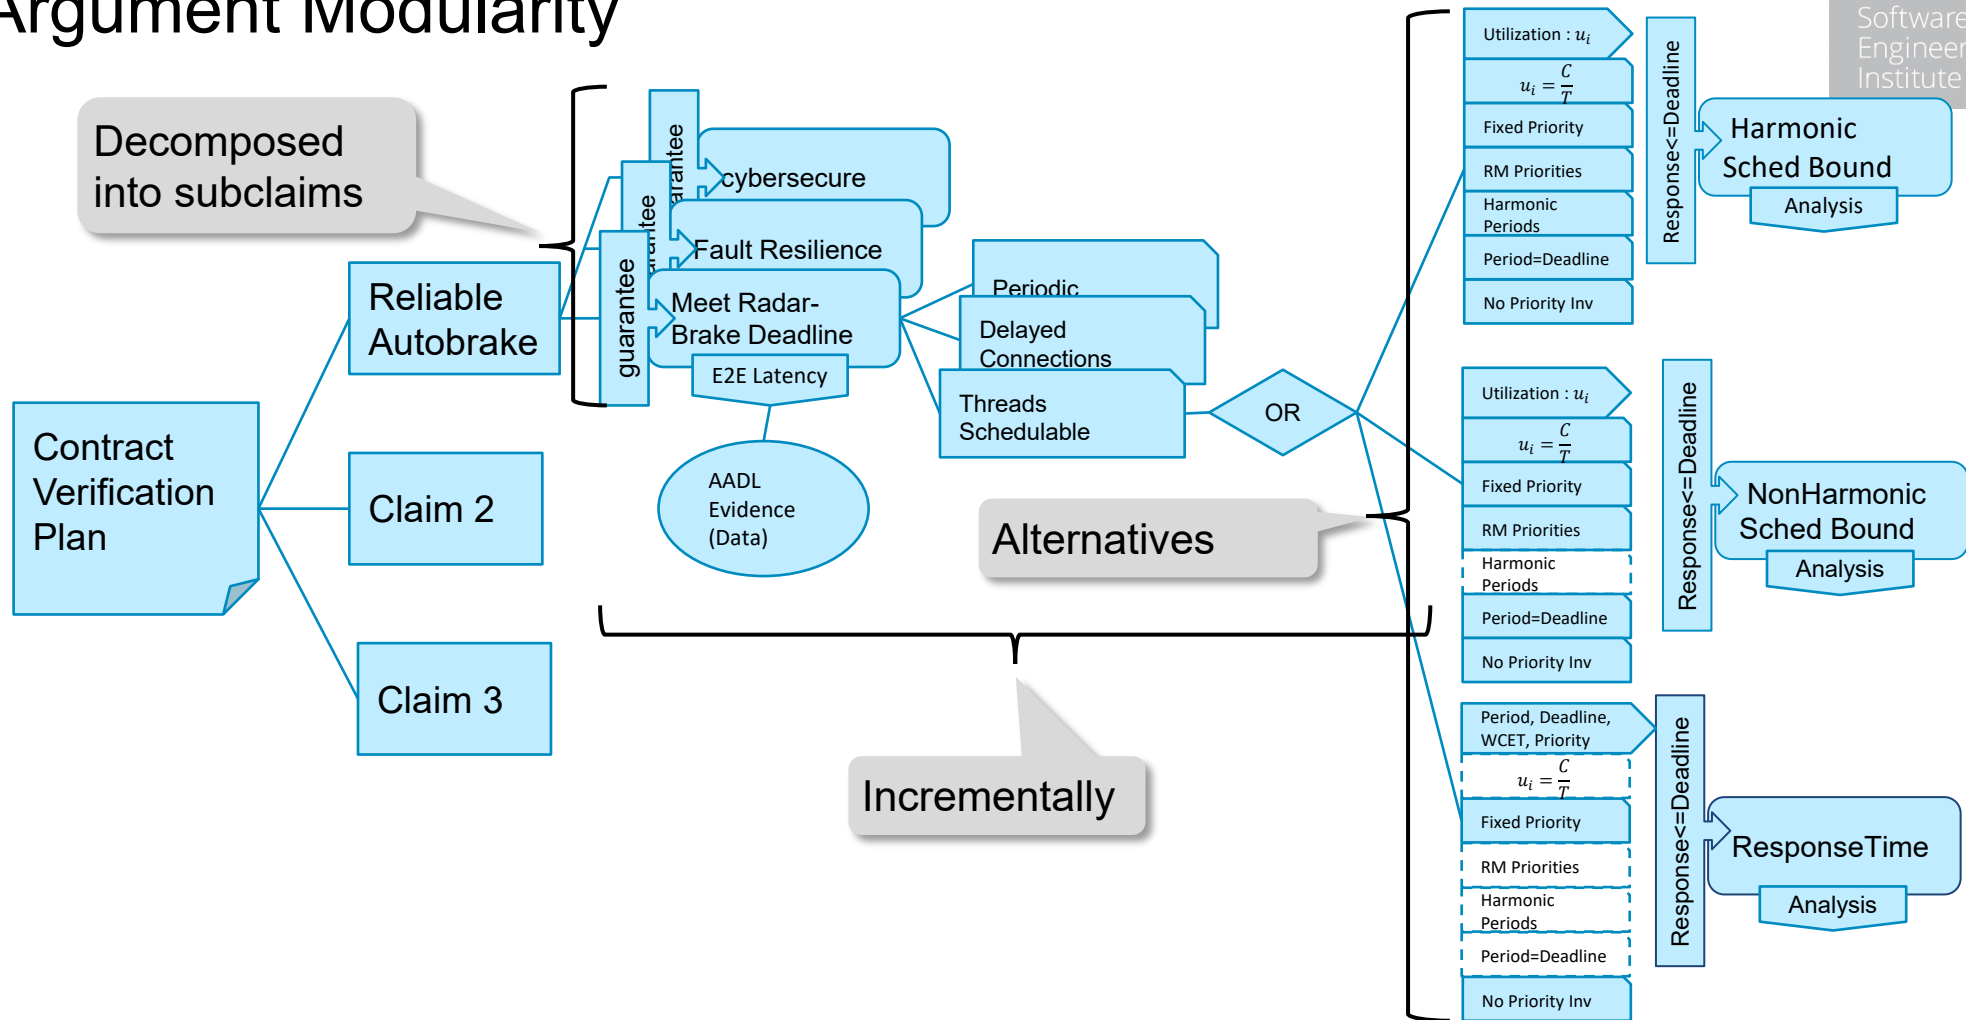 Argument Modularity
Software
Engineer
Institute
Decomposed
into subclaims
Contract
Verification
Plan
Reliable
Autobrake
Claim 2
Claim 3
arantee
cybersecure
antee
Fault Resilience
guarantee
Meet Radar-
Brake Deadline
E2E Latency
AADL
Evidence
(Data)
Periodic
Delayed
Connections
Threads
Schedulable
OR
Alternatives
Incrementally
Utilization : u_i
u_i = C/T
Fixed Priority
RM Priorities
Harmonic
Periods
Period=Deadline
No Priority Inv
Response<=Deadline
Harmonic
Sched Bound
Analysis
Utilization : u_i
u_i = C/T
Fixed Priority
RM Priorities
Harmonic
Periods
Period=Deadline
No Priority Inv
Response<=Deadline
NonHarmonic
Sched Bound
Analysis
Period, Deadline,
WCET, Priority
u_i = C/T
Fixed Priority
RM Priorities
Harmonic
Periods
Period=Deadline
No Priority Inv
Response<=Deadline
ResponseTime
Analysis